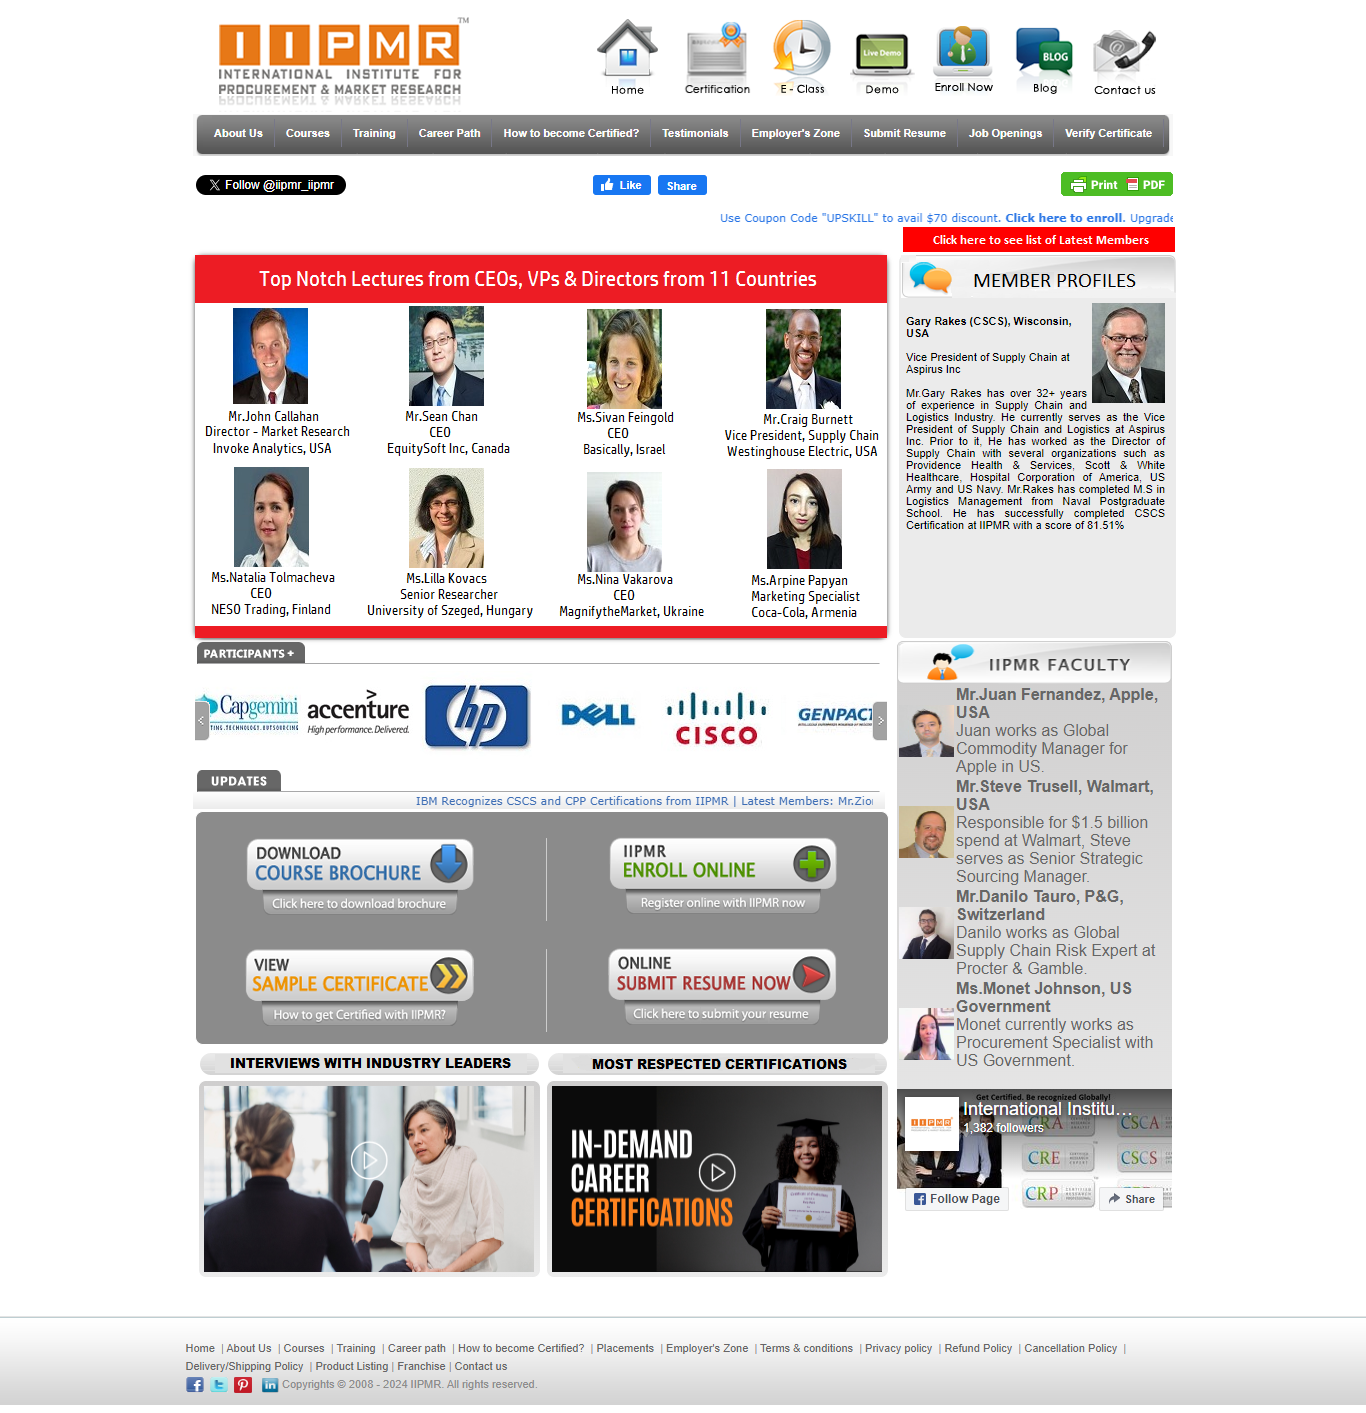 IIPMR™
INTERNATIONAL INSTITUTE FOR
PROCUREMENT & MARKET RESEARCH
Home
Certification
E - Class
Live Demo
Demo
Enroll Now
BLOG
Blog
Contact us
About Us
Courses
Training
Career Path
How to become Certified?
Testimonials
Employer's Zone
Submit Resume
Job Openings
Verify Certificate
Follow @iipmr_iipmr
Like
Share
Print
PDF
Use Coupon Code "UPSKILL" to avail $70 discount. Click here to enroll. Upgrade
Click here to see list of Latest Members
Top Notch Lectures from CEOs, VPs & Directors from 11 Countries
Mr.John Callahan
Director - Market Research
Invoke Analytics, USA
Mr.Sean Chan
CEO
EquitySoft Inc, Canada
Ms.Sivan Feingold
CEO
Basically, Israel
Mr.Craig Burnett
Vice President, Supply Chain
Westinghouse Electric, USA
Ms.Natalia Tolmacheva
CEO
NESO Trading, Finland
Ms.Lilla Kovacs
Senior Researcher
University of Szeged, Hungary
Ms.Nina Vakarova
CEO
MagnifytheMarket, Ukraine
Ms.Arpine Papyan
Marketing Specialist
Coca-Cola, Armenia
MEMBER PROFILES
Gary Rakes (CSCS), Wisconsin,
USA
Vice President of Supply Chain at
Aspirus Inc
Mr.Gary Rakes has over 32+ years
of experience in Supply Chain and
Logistics Industry. He currently serves as the Vice
President of Supply Chain and Logistics at Aspirus
Inc. Prior to it, He has worked as the Director of
Supply Chain with several organizations such as
Providence Health & Services, Scott & White
Healthcare, Hospital Corporation of America, US
Army and US Navy. Mr.Rakes has completed M.S in
Logistics Management from Naval Postgraduate
School. He has successfully completed CSCS
Certification at IIPMR with a score of 81.51%
PARTICIPANTS +
Capgemini
TING.TECHNOLOGY.OUTSOURCING
accenture
High performance. Delivered.
hp
DELL
CISCO
GENPACT
UPDATES
IBM Recognizes CSCS and CPP Certifications from IIPMR | Latest Members: Mr.Zion
DOWNLOAD
COURSE BROCHURE
Click here to download brochure
IIPMR
ENROLL ONLINE
Register online with IIPMR now
VIEW
SAMPLE CERTIFICATE
How to get Certified with IIPMR?
ONLINE
SUBMIT RESUME NOW
Click here to submit your resume
INTERVIEWS WITH INDUSTRY LEADERS
MOST RESPECTED CERTIFICATIONS
IN-DEMAND
CAREER
CERTIFICATIONS
IIPMR FACULTY
Mr.Juan Fernandez, Apple,
USA
Juan works as Global
Commodity Manager for
Apple in US.
Mr.Steve Trusell, Walmart,
USA
Responsible for $1.5 billion
spend at Walmart, Steve
serves as Senior Strategic
Sourcing Manager.
Mr.Danilo Tauro, P&G,
Switzerland
Danilo works as Global
Supply Chain Risk Expert at
Procter & Gamble.
Ms.Monet Johnson, US
Government
Monet currently works as
Procurement Specialist with
US Government.
Get Certified. Be recognized Globally!
IIPMR
International Institu...
1,382 followers
CRA
CSCA
CRE
CSCS
CRP
Follow Page
Share
Home | About Us | Courses | Training | Career path | How to become Certified? | Placements | Employer's Zone | Terms & conditions | Privacy policy | Refund Policy | Cancellation Policy |
Delivery/Shipping Policy | Product Listing | Franchise | Contact us
Copyrights © 2008 - 2024 IIPMR. All rights reserved.